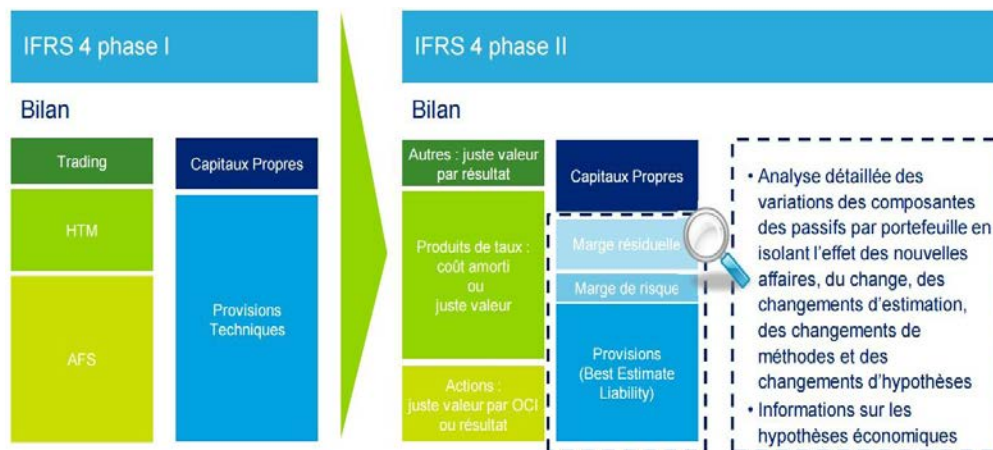 IFRS 4 phase I
Bilan
Trading
HTM
AFS
Capitaux Propres
Provisions
Techniques
IFRS 4 phase II
Bilan
Autres : juste valeur
par résultat
Produits de taux :
coût amorti
ou
juste valeur
Actions :
juste valeur par OCI
ou résultat
Capitaux Propres
Marge résiduelle
Marge de risque
Provisions
(Best Estimate
Liability)
• Analyse détaillée des
variations des composantes
des passifs par portefeuille en
isolant l’effet des nouvelles
affaires, du change, des
changements d’estimation,
des changements de
méthodes et des
changements d’hypothèses
• Informations sur les
hypothèses économiques